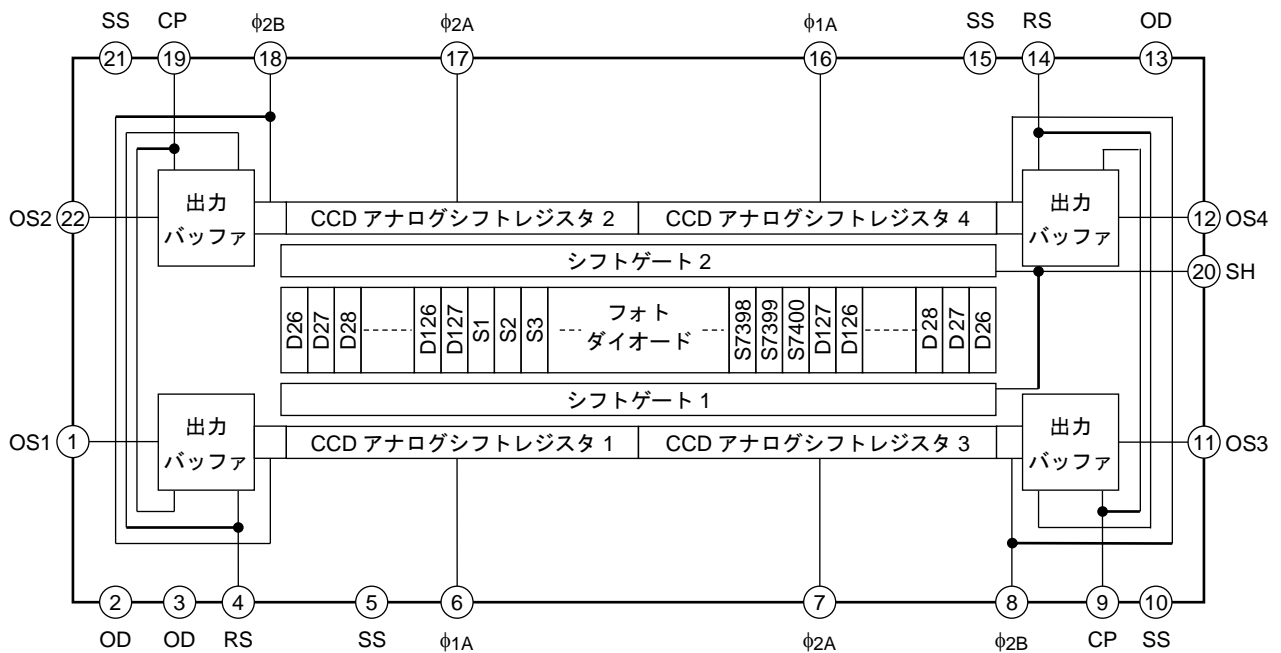 SS CP ϕ2B ϕ2A ϕ1A SS RS OD
21 19 18 17 16 15 14 13
出力
バッファ
出力
バッファ
OS2 22 CCD アナログシフトレジスタ 2 CCD アナログシフトレジスタ 4 12 OS4
シフトゲート 2 20 SH
D26 D27 D28 D126 D127 S1 S2 S3 フォト
ダイオード S7398 S7399 S7400 D127 D126 D28 D27 D26
シフトゲート 1
出力
バッファ
出力
バッファ
OS1 1 CCD アナログシフトレジスタ 1 CCD アナログシフトレジスタ 3 11 OS3
2 3 4 5 6 7 8 9 10
OD OD RS SS ϕ1A ϕ2A ϕ2B CP SS